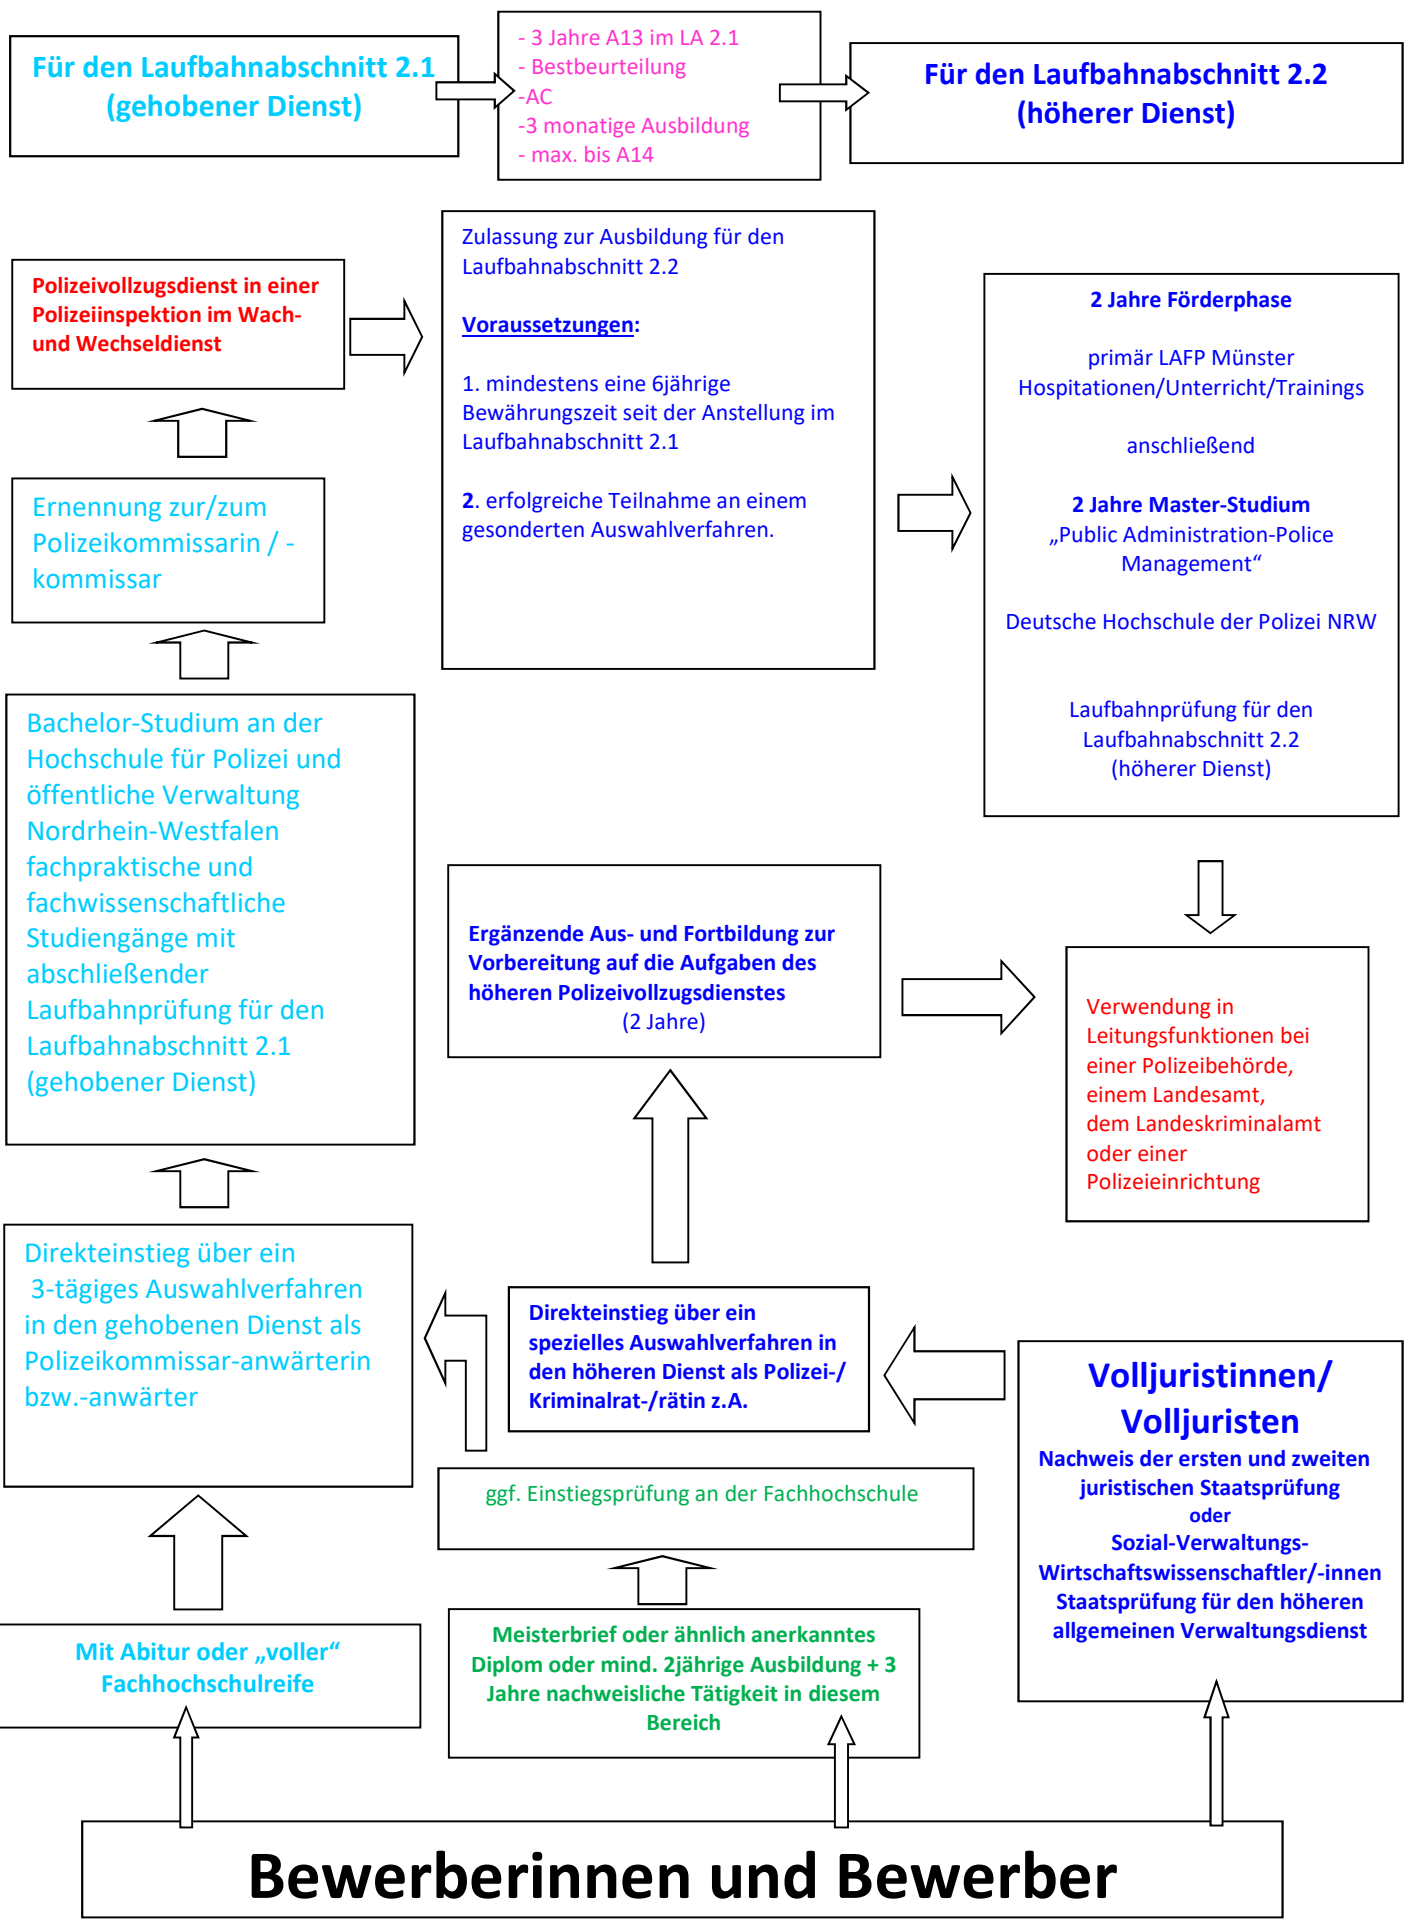 Für den Laufbahnabschnitt 2.1
(gehobener Dienst)
- 3 Jahre A13 im LA 2.1
- Bestbeurteilung
-AC
-3 monatige Ausbildung
- max. bis A14
Für den Laufbahnabschnitt 2.2
(höherer Dienst)
Polizeivollzugsdienst in einer
Polizeiinspektion im Wach-
und Wechseldienst
Zulassung zur Ausbildung für den
Laufbahnabschnitt 2.2
Voraussetzungen:
1. mindestens eine 6jährige
Bewährungszeit seit der Anstellung im
Laufbahnabschnitt 2.1
2. erfolgreiche Teilnahme an einem
gesonderten Auswahlverfahren.
2 Jahre Förderphase
primär LAFP Münster
Hospitationen/Unterricht/Trainings
anschließend
2 Jahre Master-Studium
„Public Administration-Police
Management“
Deutsche Hochschule der Polizei NRW
Laufbahnprüfung für den
Laufbahnabschnitt 2.2
(höherer Dienst)
Ernennung zur/zum
Polizeikommissarin / -
kommissar
Bachelor-Studium an der
Hochschule für Polizei und
öffentliche Verwaltung
Nordrhein-Westfalen
fachpraktische und
fachwissenschaftliche
Studiengänge mit
abschließender
Laufbahnprüfung für den
Laufbahnabschnitt 2.1
(gehobener Dienst)
Ergänzende Aus- und Fortbildung zur
Vorbereitung auf die Aufgaben des
höheren Polizeivollzugsdienstes
(2 Jahre)
Verwendung in
Leitungsfunktionen bei
einer Polizeibehörde,
einem Landesamt,
dem Landeskriminalamt
oder einer
Polizeieinrichtung
Direkteinstieg über ein
3-tägiges Auswahlverfahren
in den gehobenen Dienst als
Polizeikommissar-anwärterin
bzw.-anwärter
Direkteinstieg über ein
spezielles Auswahlverfahren in
den höheren Dienst als Polizei-/
Kriminalrat-/rätin z.A.
Volljuristinnen/
Volljuristen
Nachweis der ersten und zweiten
juristischen Staatsprüfung
oder
Sozial-Verwaltungs-
Wirtschaftswissenschaftler/-innen
Staatsprüfung für den höheren
allgemeinen Verwaltungsdienst
ggf. Einstiegsprüfung an der Fachhochschule
Mit Abitur oder „voller“
Fachhochschulreife
Meisterbrief oder ähnlich anerkanntes
Diplom oder mind. 2jährige Ausbildung + 3
Jahre nachweisliche Tätigkeit in diesem
Bereich
Bewerberinnen und Bewerber